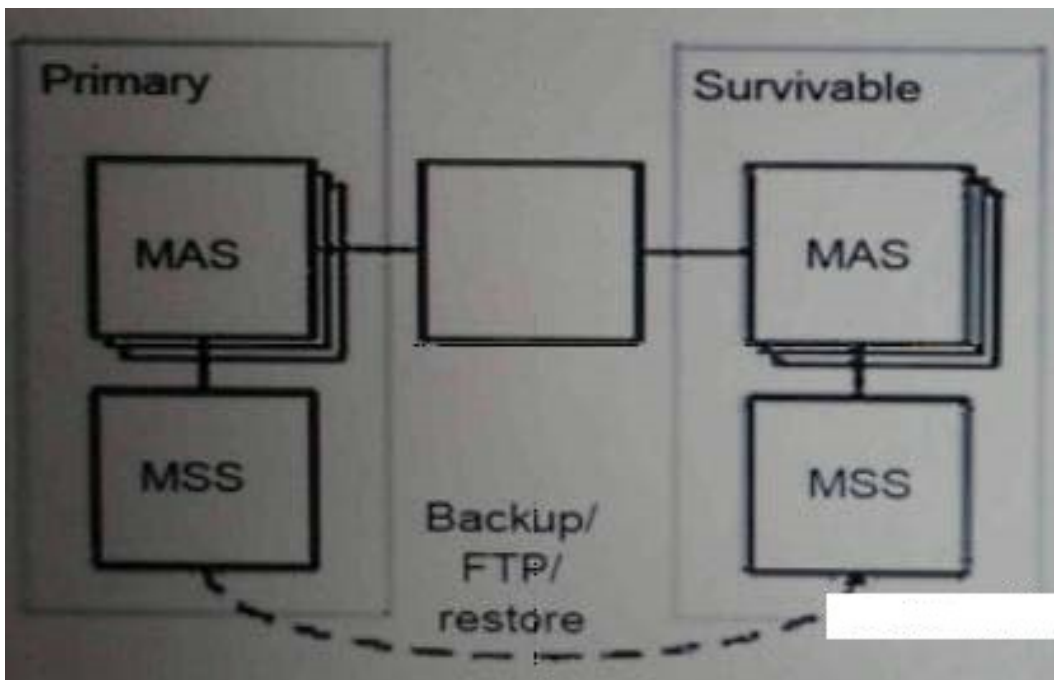 Primary
Survivable
MAS
MAS
MSS
MSS
Backup/
FTP/
restore